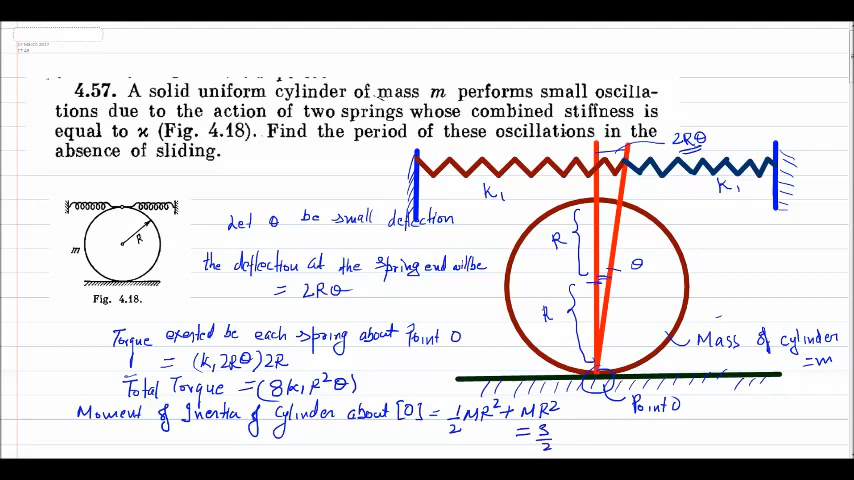 4.57. A solid uniform cylinder of mass m performs small oscilla-
tions due to the action of two springs whose combined stiffness is
equal to ϰ (Fig. 4.18). Find the period of these oscillations in the
absence of sliding.
2Rθ
K₁
K₁
R
m
Fig. 4.18.
Let θ be small deflection
the deflection at the spring end will be
= 2Rθ
R
θ
R
Torque exerted be each spring about Point O
= (k, 2Rθ) 2R
Total Torque = (8K₁R²θ)
Moment of Inertia of Cylinder about [O] = 1/2 MR² + MR²
= 3/2
Mass of cylinder
= m
Point O